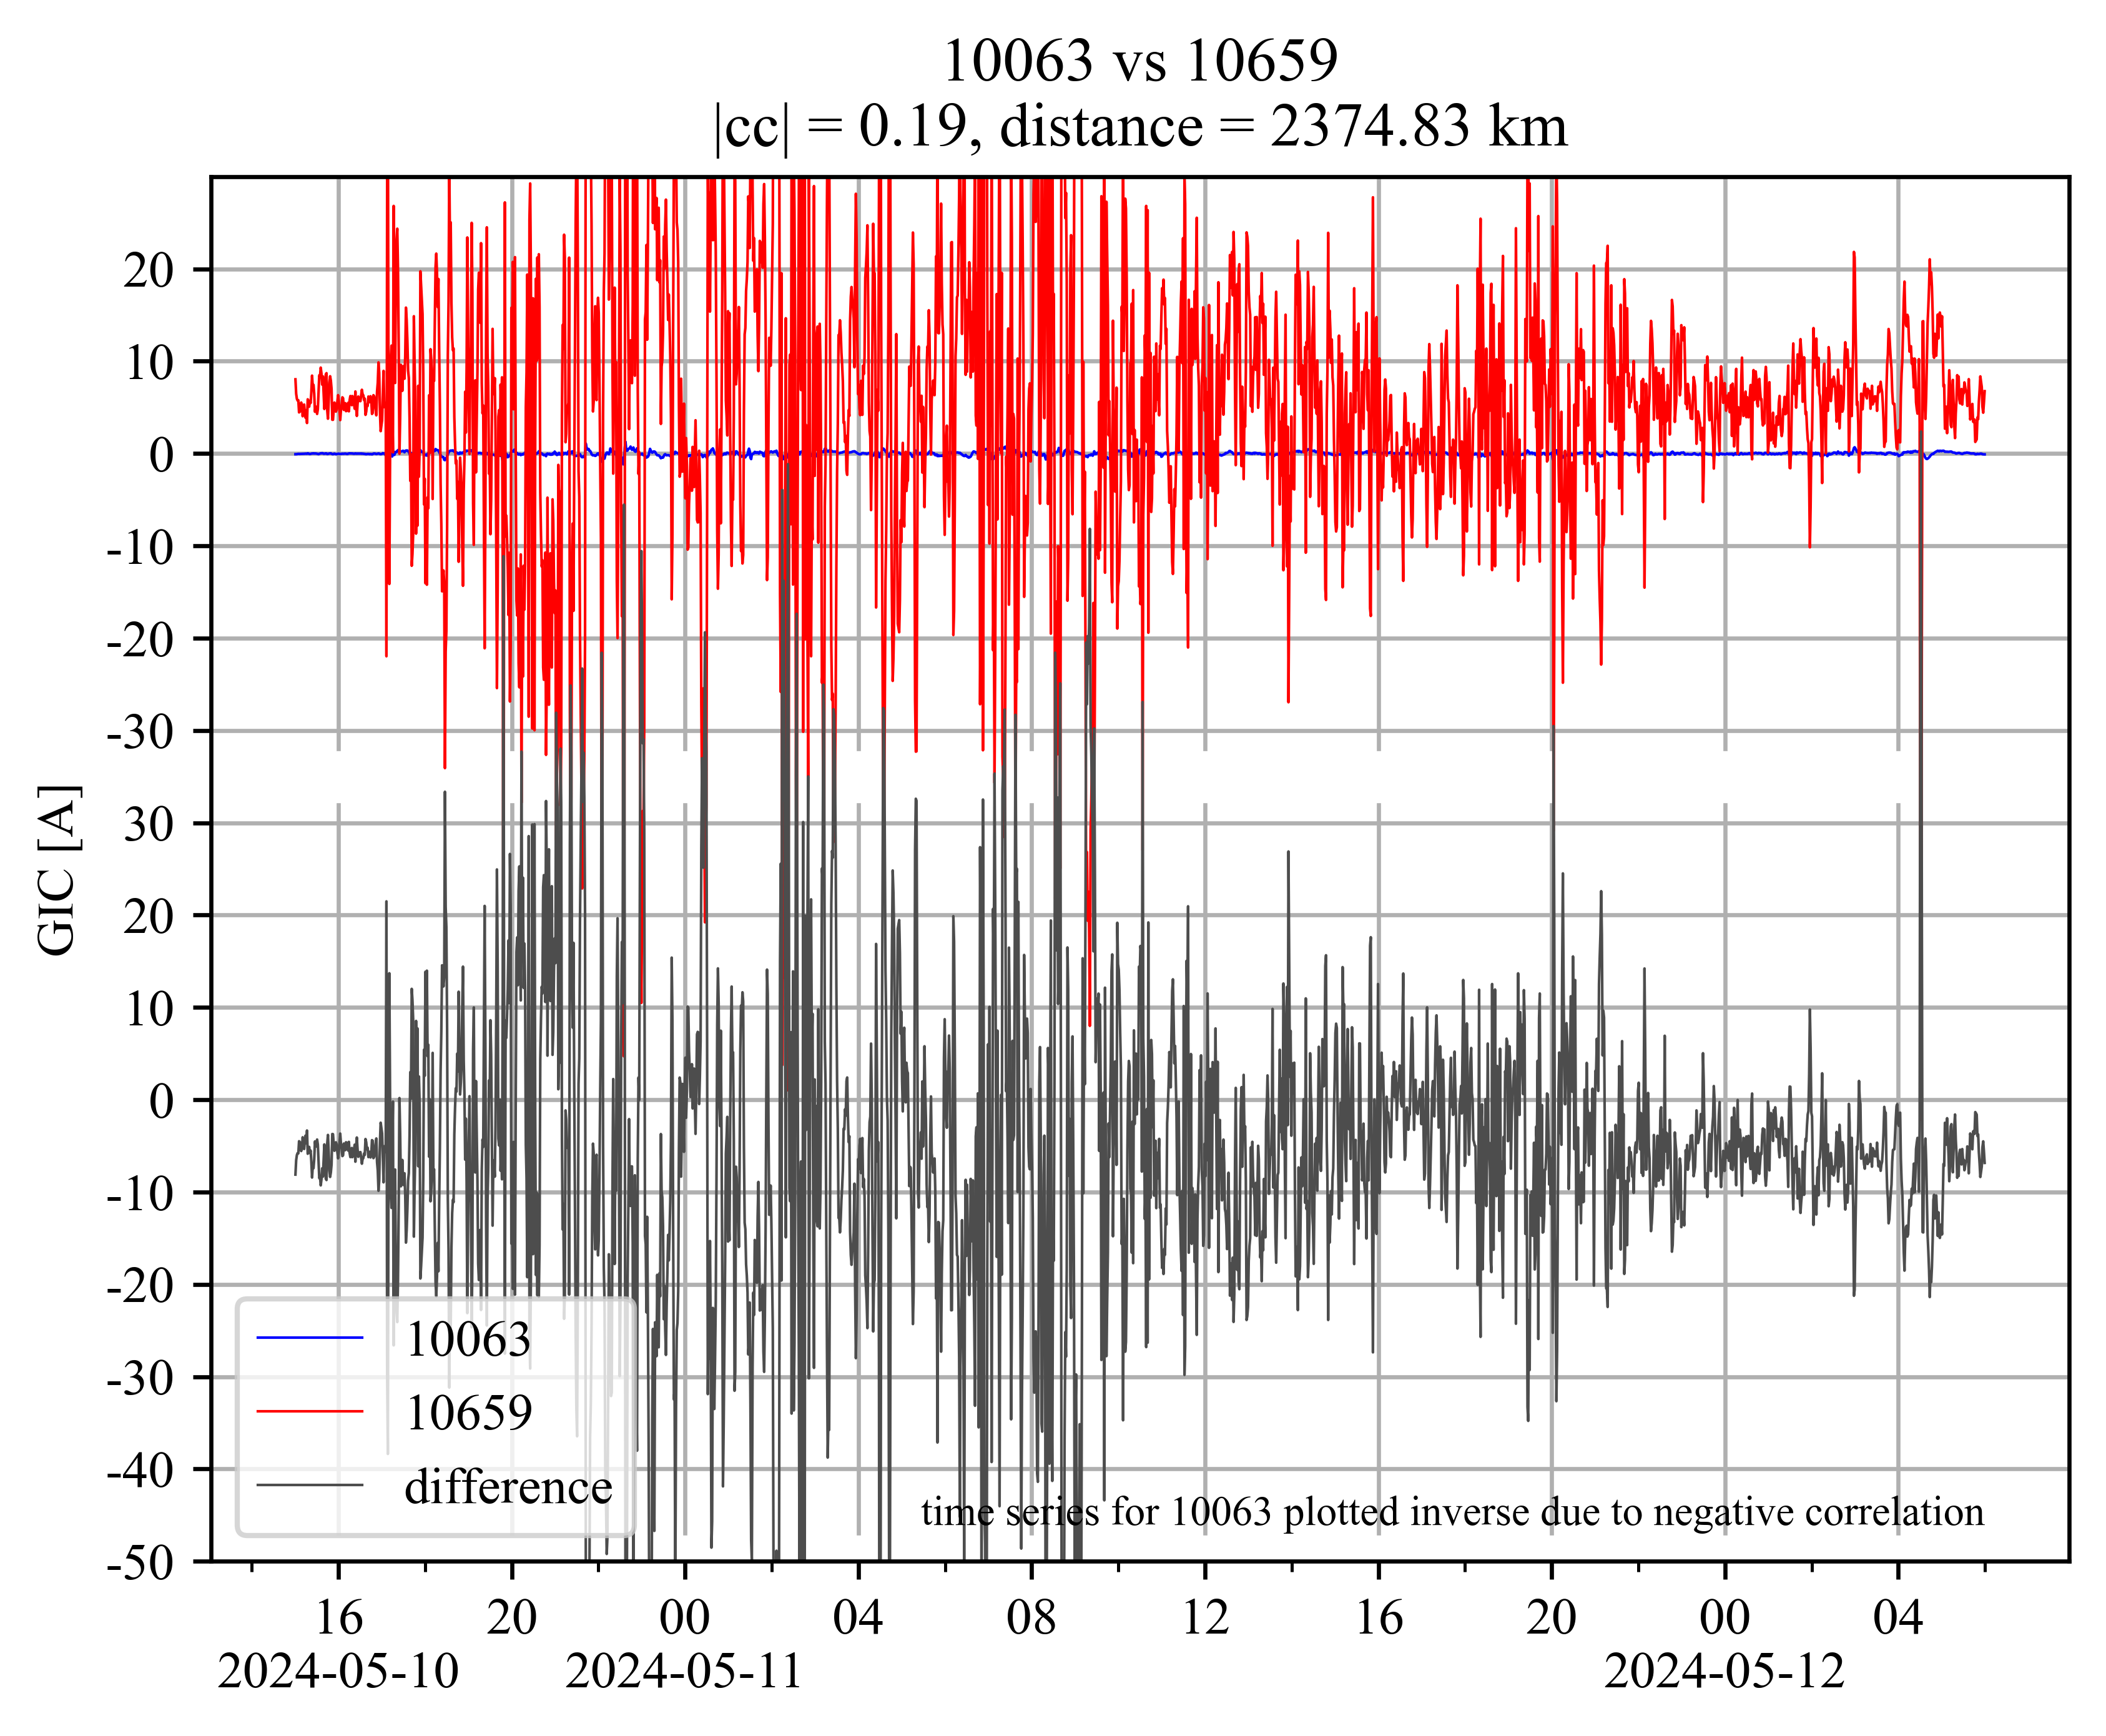 10063 vs 10659
|cc| = 0.19, distance = 2374.83 km
GIC [A]
20
10
0
-10
-20
-30
30
20
10
0
-10
-20
-30
-40
-50
10063
10659
difference
time series for 10063 plotted inverse due to negative correlation
16 20 00 04 08 12 16 20 00 04
2024-05-10 2024-05-11 2024-05-12